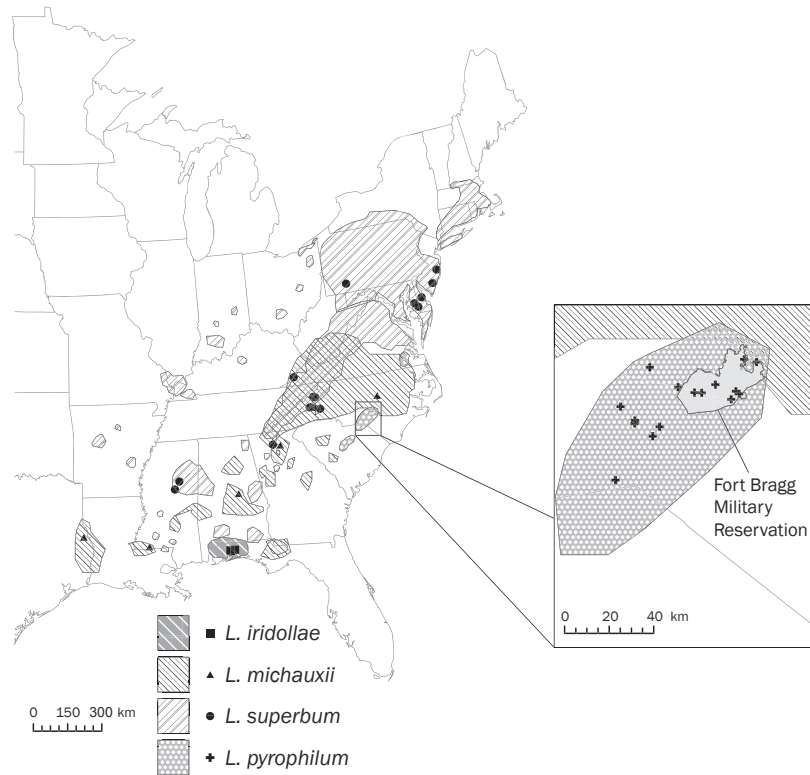 Fort Bragg
Military
Reservation
0 20 40 km
L. iridollae
L. michauxii
L. superbum
L. pyrophilum
0 150 300 km